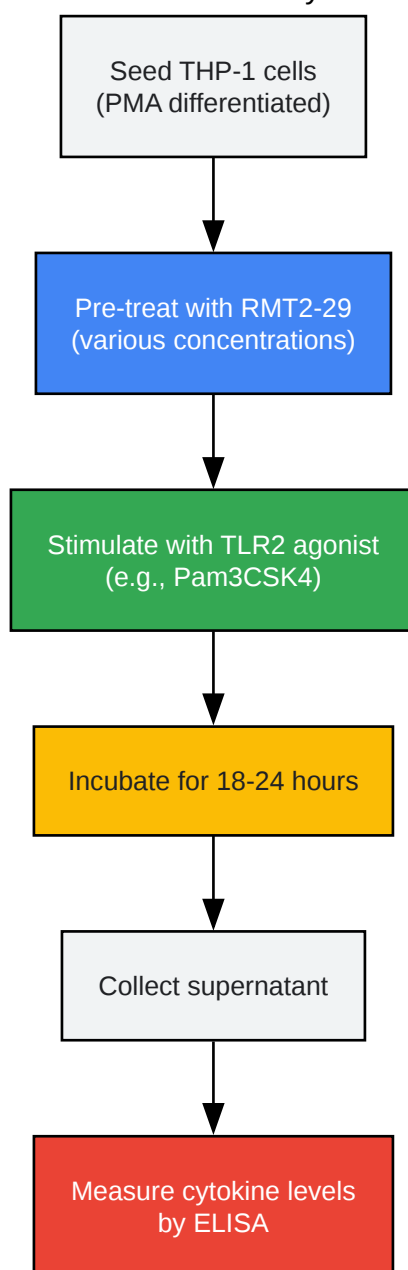 Seed THP-1 cells
(PMA differentiated)
Pre-treat with RMT2-29
(various concentrations)
Stimulate with TLR2 agonist
(e.g., Pam3CSK4)
Incubate for 18-24 hours
Collect supernatant
Measure cytokine levels
by ELISA